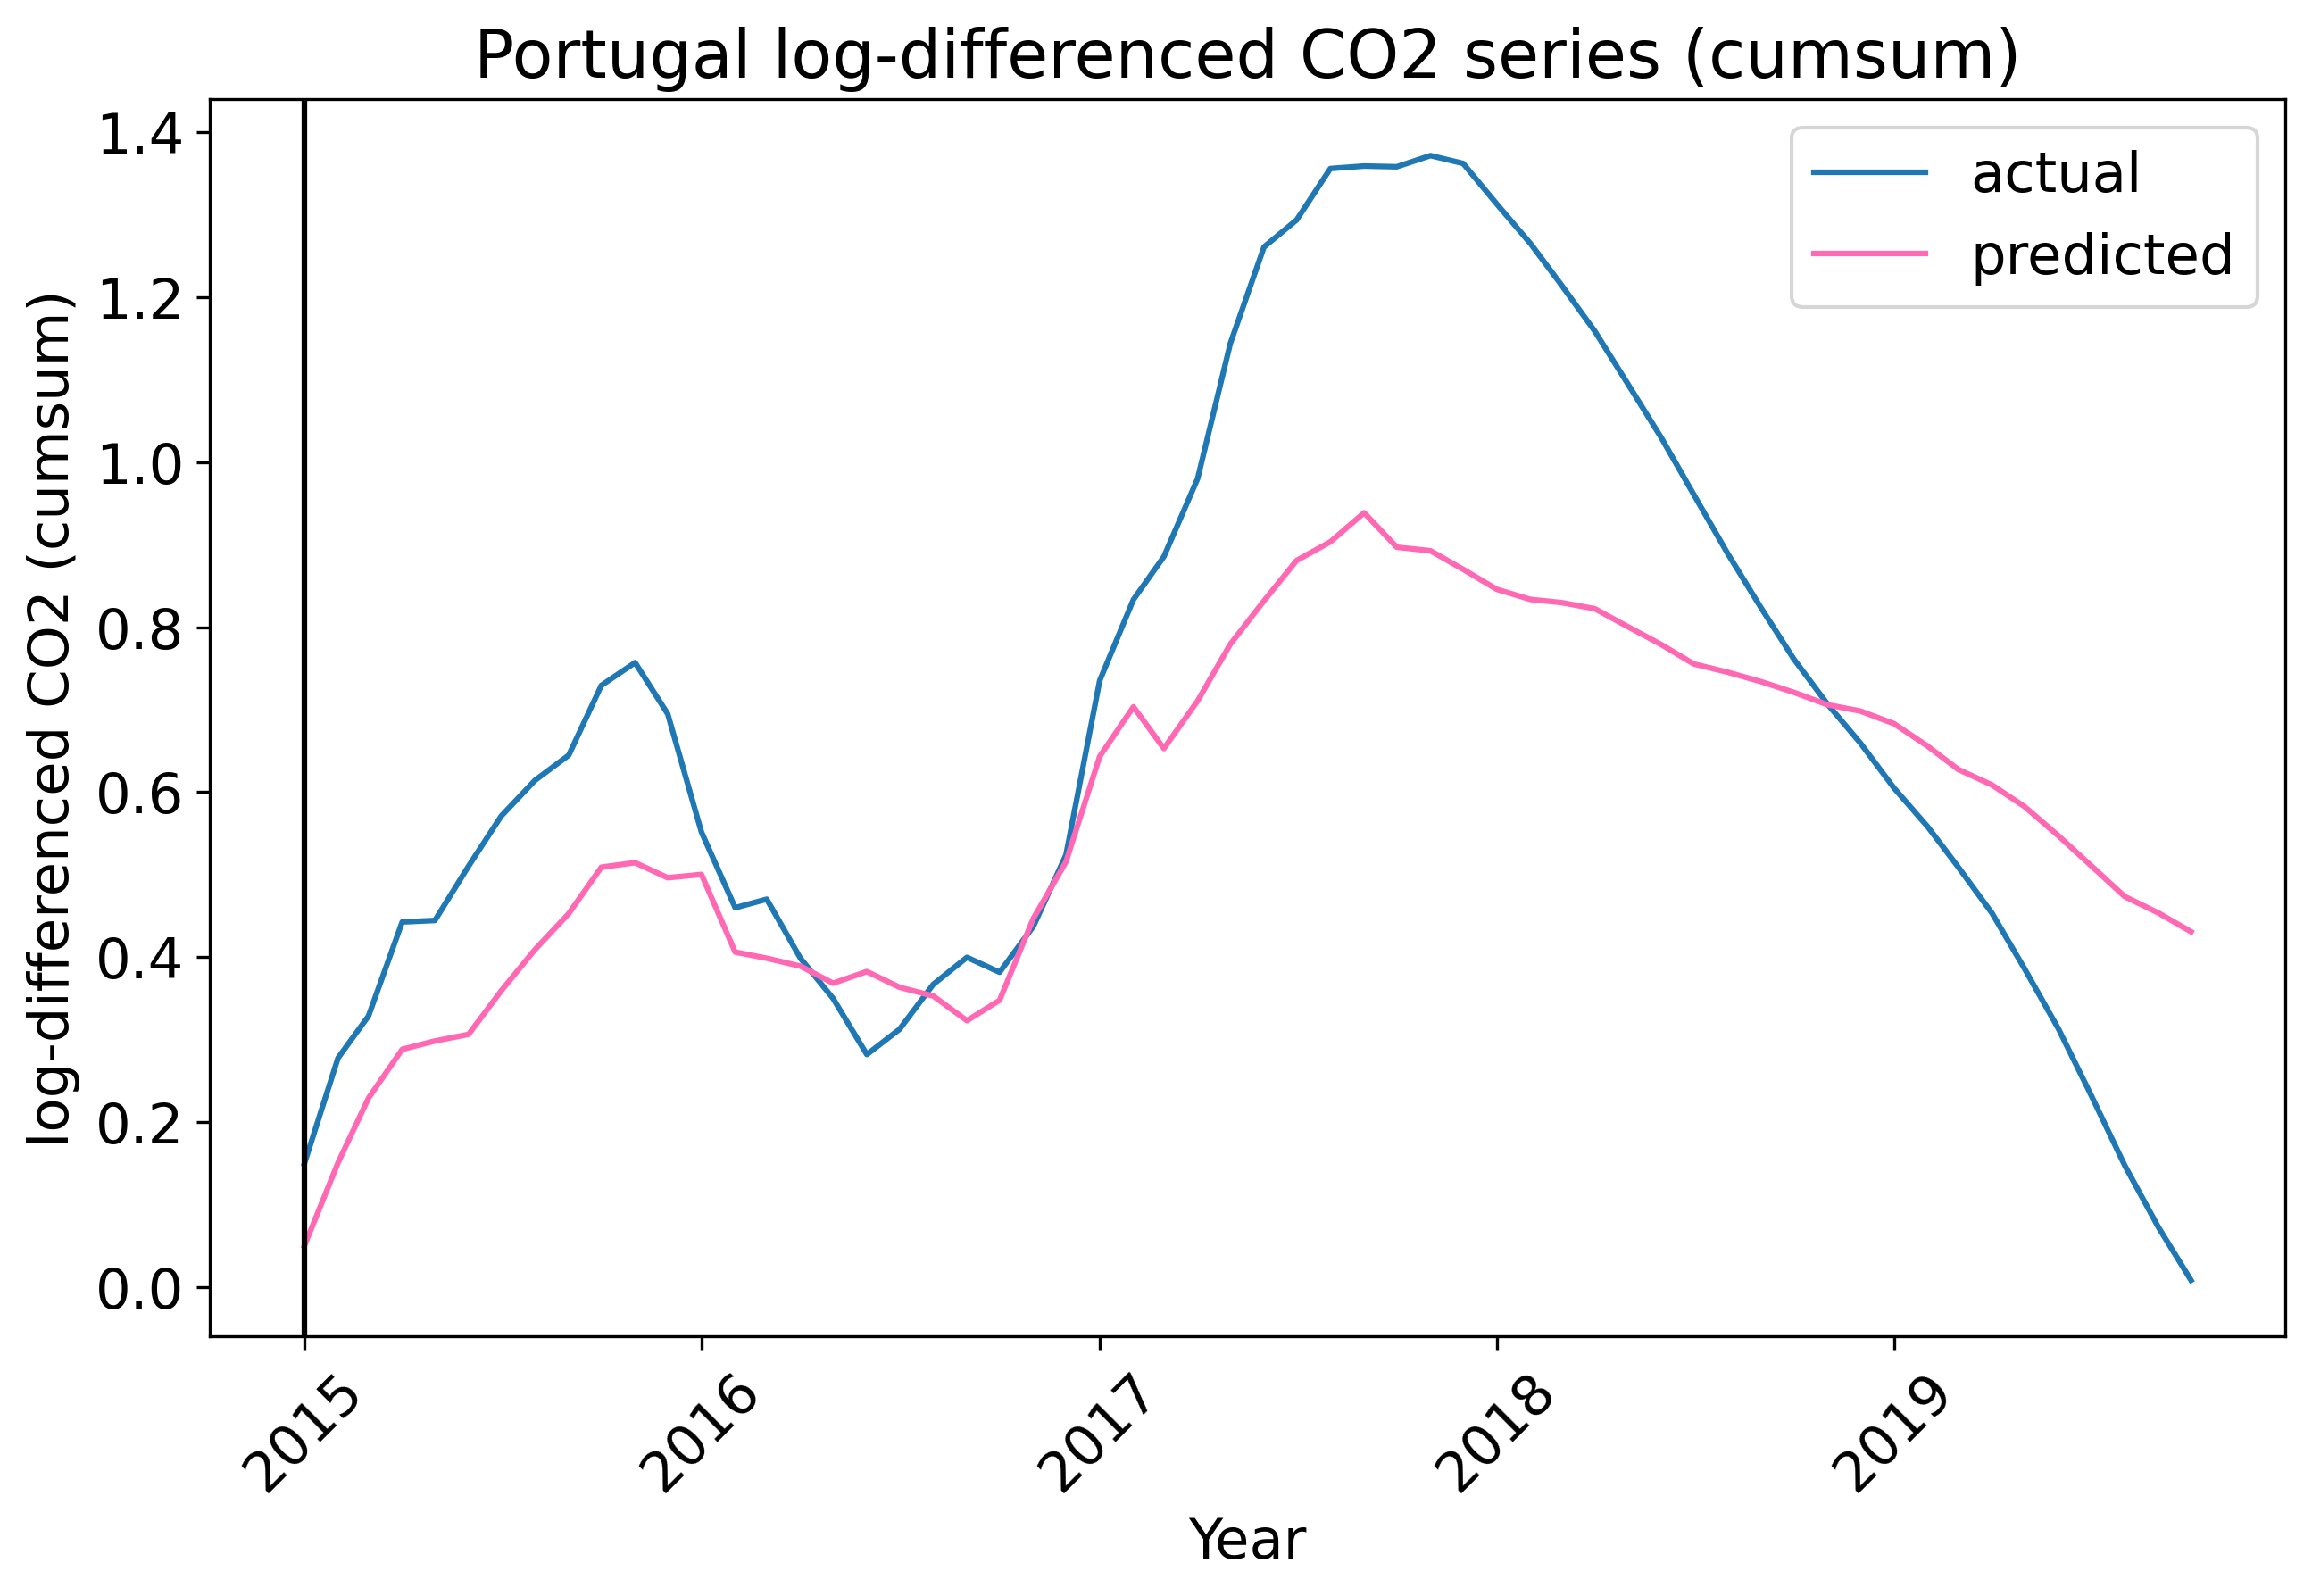 Portugal log-differenced CO2 series (cumsum)
log-differenced CO2 (cumsum)
1.4
1.2
1.0
0.8
0.6
0.4
0.2
0.0
actual
predicted
2015
2016
2017
2018
2019
Year